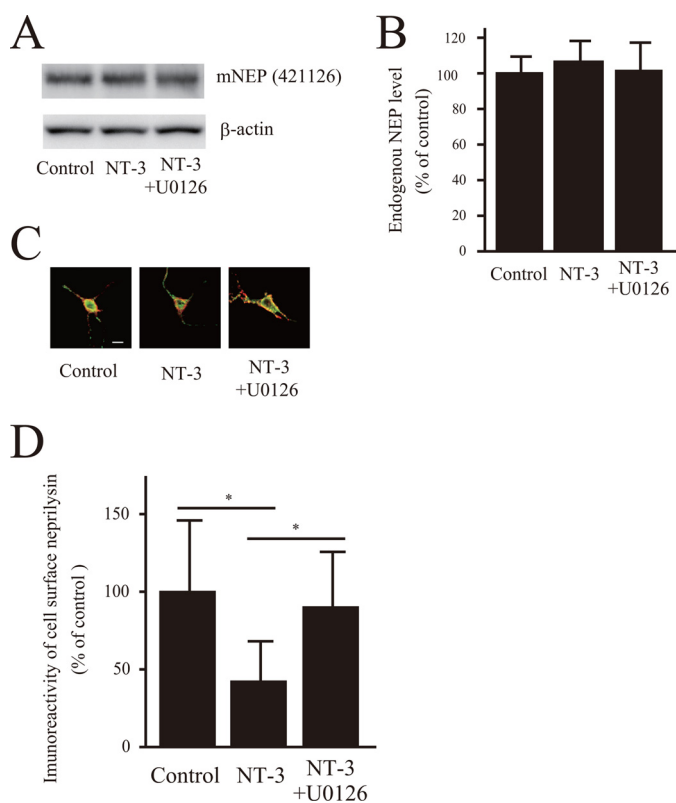 A
mNEP (421126)
β-actin
Control NT-3 NT-3
+U0126
B
Endogenou NEP level
(% of control)
120
100
80
60
40
20
0
Control NT-3 NT-3
+U0126
C
Control NT-3 NT-3
+U0126
D
Imunoreactivity of cell surface neprilysin
(% of control )
150
100
50
0
*
*
Control NT-3 NT-3
+U0126